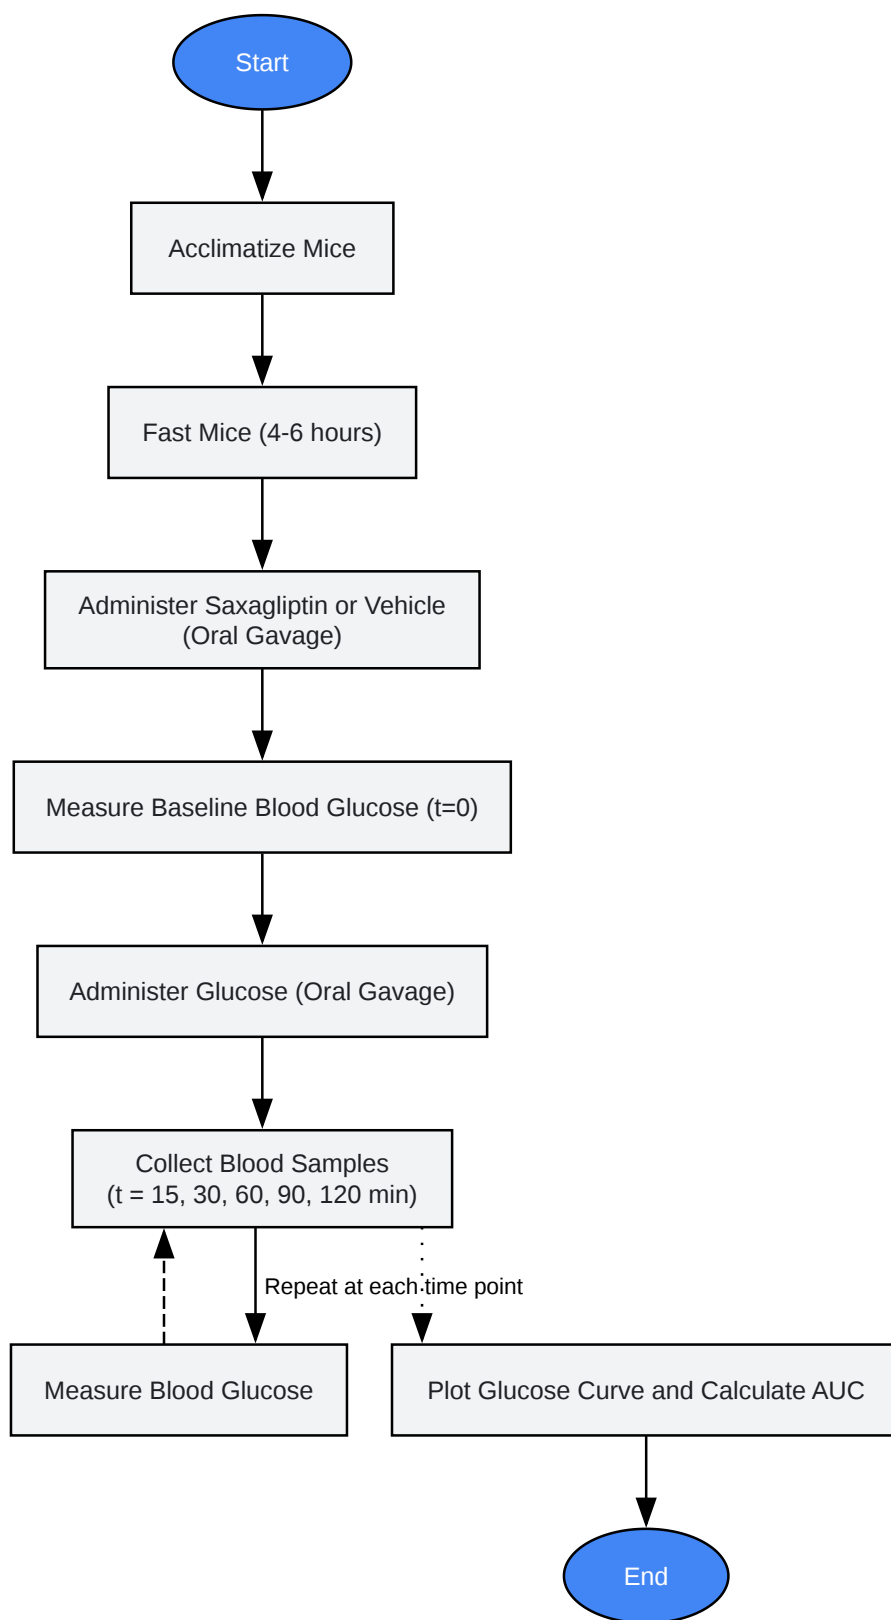 Start
Acclimatize Mice
Fast Mice (4-6 hours)
Administer Saxagliptin or Vehicle
(Oral Gavage)
Measure Baseline Blood Glucose (t=0)
Administer Glucose (Oral Gavage)
Collect Blood Samples
(t = 15, 30, 60, 90, 120 min)
Repeat at each time point
Measure Blood Glucose
Plot Glucose Curve and Calculate AUC
End